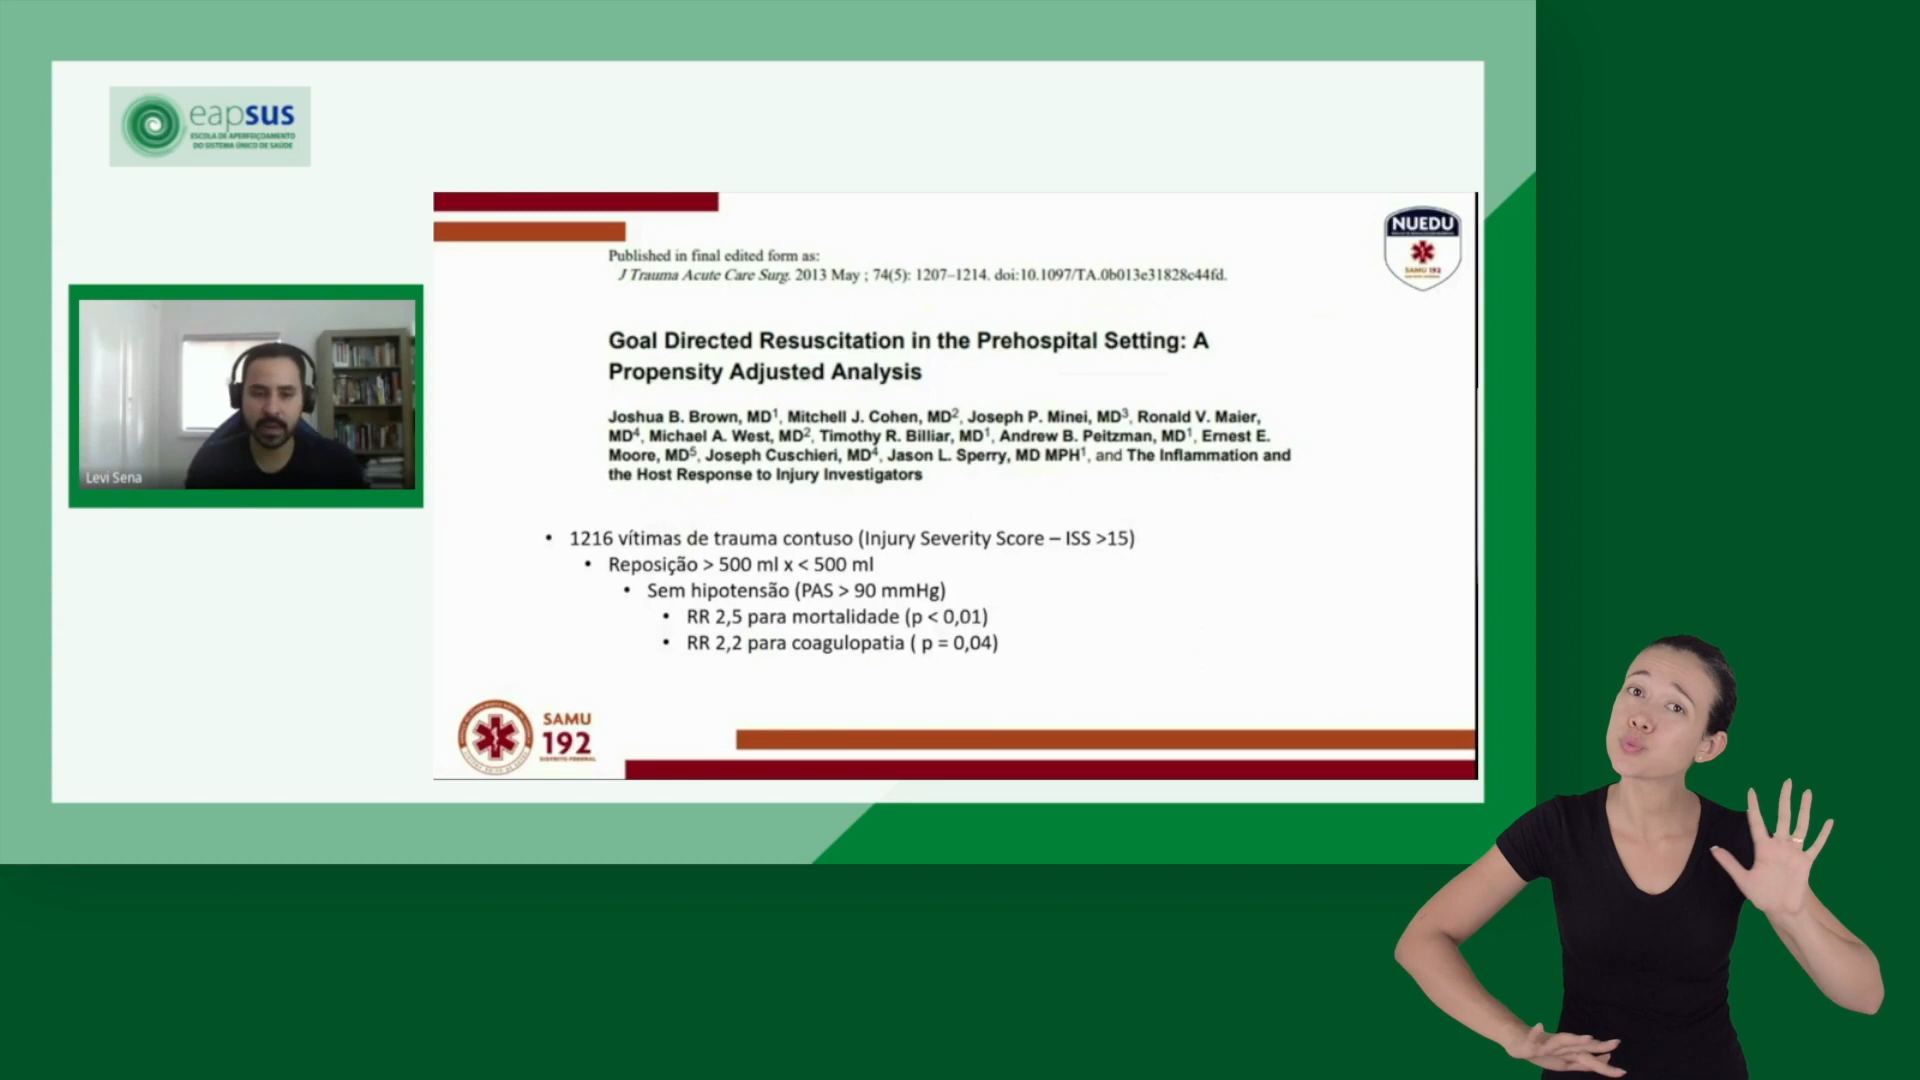 eapsus
ESCOLA DE APERFEIÇOAMENTO
DO SISTEMA ÚNICO DE SAÚDE
Levi Sena
NUEDU
SAMU 192
Published in final edited form as:
J Trauma Acute Care Surg. 2013 May ; 74(5): 1207–1214. doi:10.1097/TA.0b013e31828c44fd.
Goal Directed Resuscitation in the Prehospital Setting: A
Propensity Adjusted Analysis
Joshua B. Brown, MD1, Mitchell J. Cohen, MD2, Joseph P. Minei, MD3, Ronald V. Maier,
MD4, Michael A. West, MD2, Timothy R. Billiar, MD1, Andrew B. Peitzman, MD1, Ernest E.
Moore, MD5, Joseph Cuschieri, MD4, Jason L. Sperry, MD MPH1, and The Inflammation and
the Host Response to Injury Investigators
• 1216 vítimas de trauma contuso (Injury Severity Score – ISS >15)
• Reposição > 500 ml x < 500 ml
• Sem hipotensão (PAS > 90 mmHg)
• RR 2,5 para mortalidade (p < 0,01)
• RR 2,2 para coagulopatia ( p = 0,04)
SAMU
192
DISTRITO FEDERAL